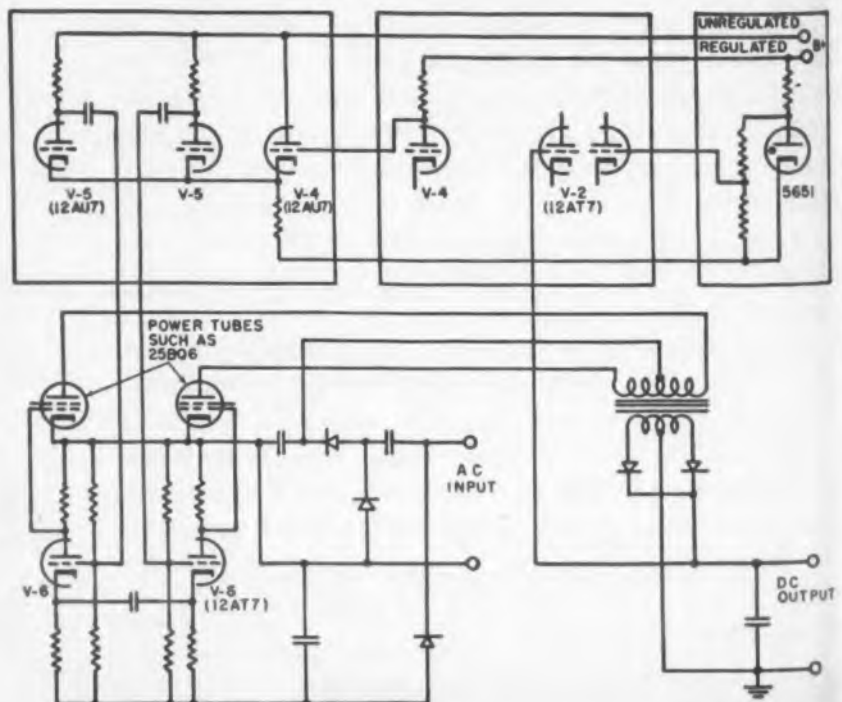 UNREGULATED
REGULATED
B+
V-5
(12AU7)
V-5
V-4
(12AU7)
V-4
V-2
(12AT7)
5651
POWER TUBES
SUCH AS
25BQ6
AC
INPUT
V-6
V-6
(12AT7)
DC
OUTPUT